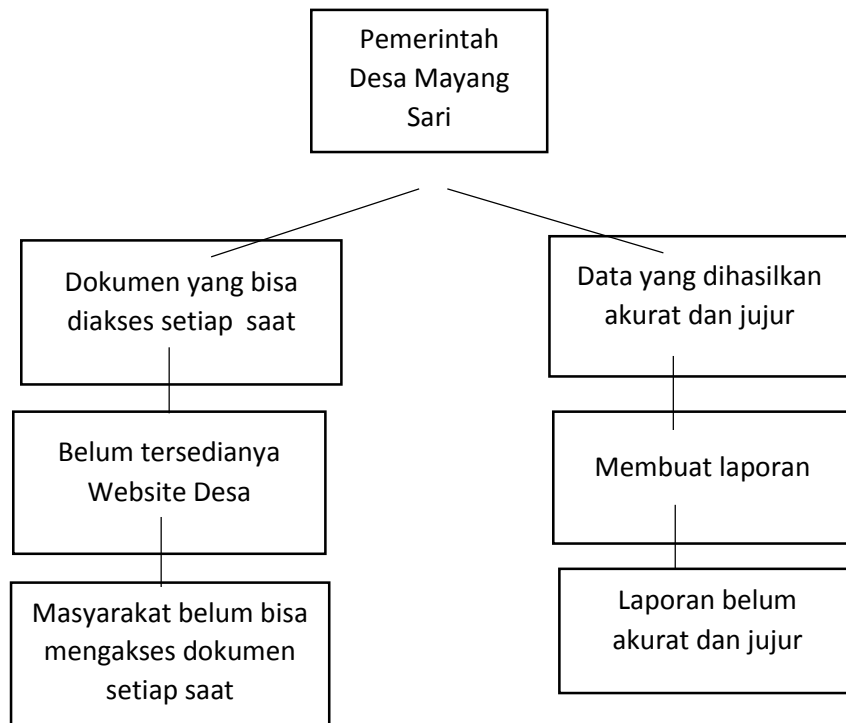 Pemerintah
Desa Mayang
Sari
Dokumen yang bisa
diakses setiap  saat
Data yang dihasilkan
akurat dan jujur
Belum tersedianya
Website Desa
Membuat laporan
Masyarakat belum bisa
mengakses dokumen
setiap saat
Laporan belum
akurat dan jujur